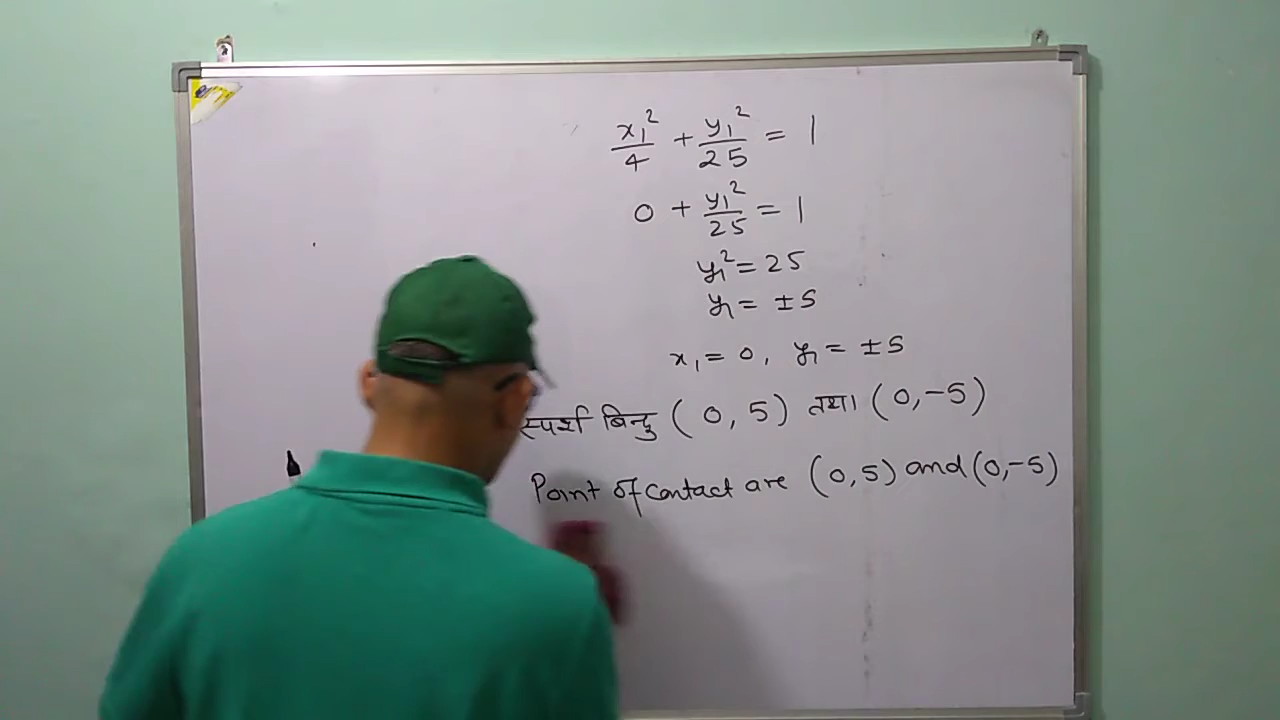 x₁²/4 + y₁²/25 = 1
0 + y₁²/25 = 1
y₁² = 25
y₁ = ±5
x₁ = 0, y₁ = ±5
स्पर्श बिन्दु (0, 5) तथा (0, -5)
Point of contact are (0, 5) and (0, -5)